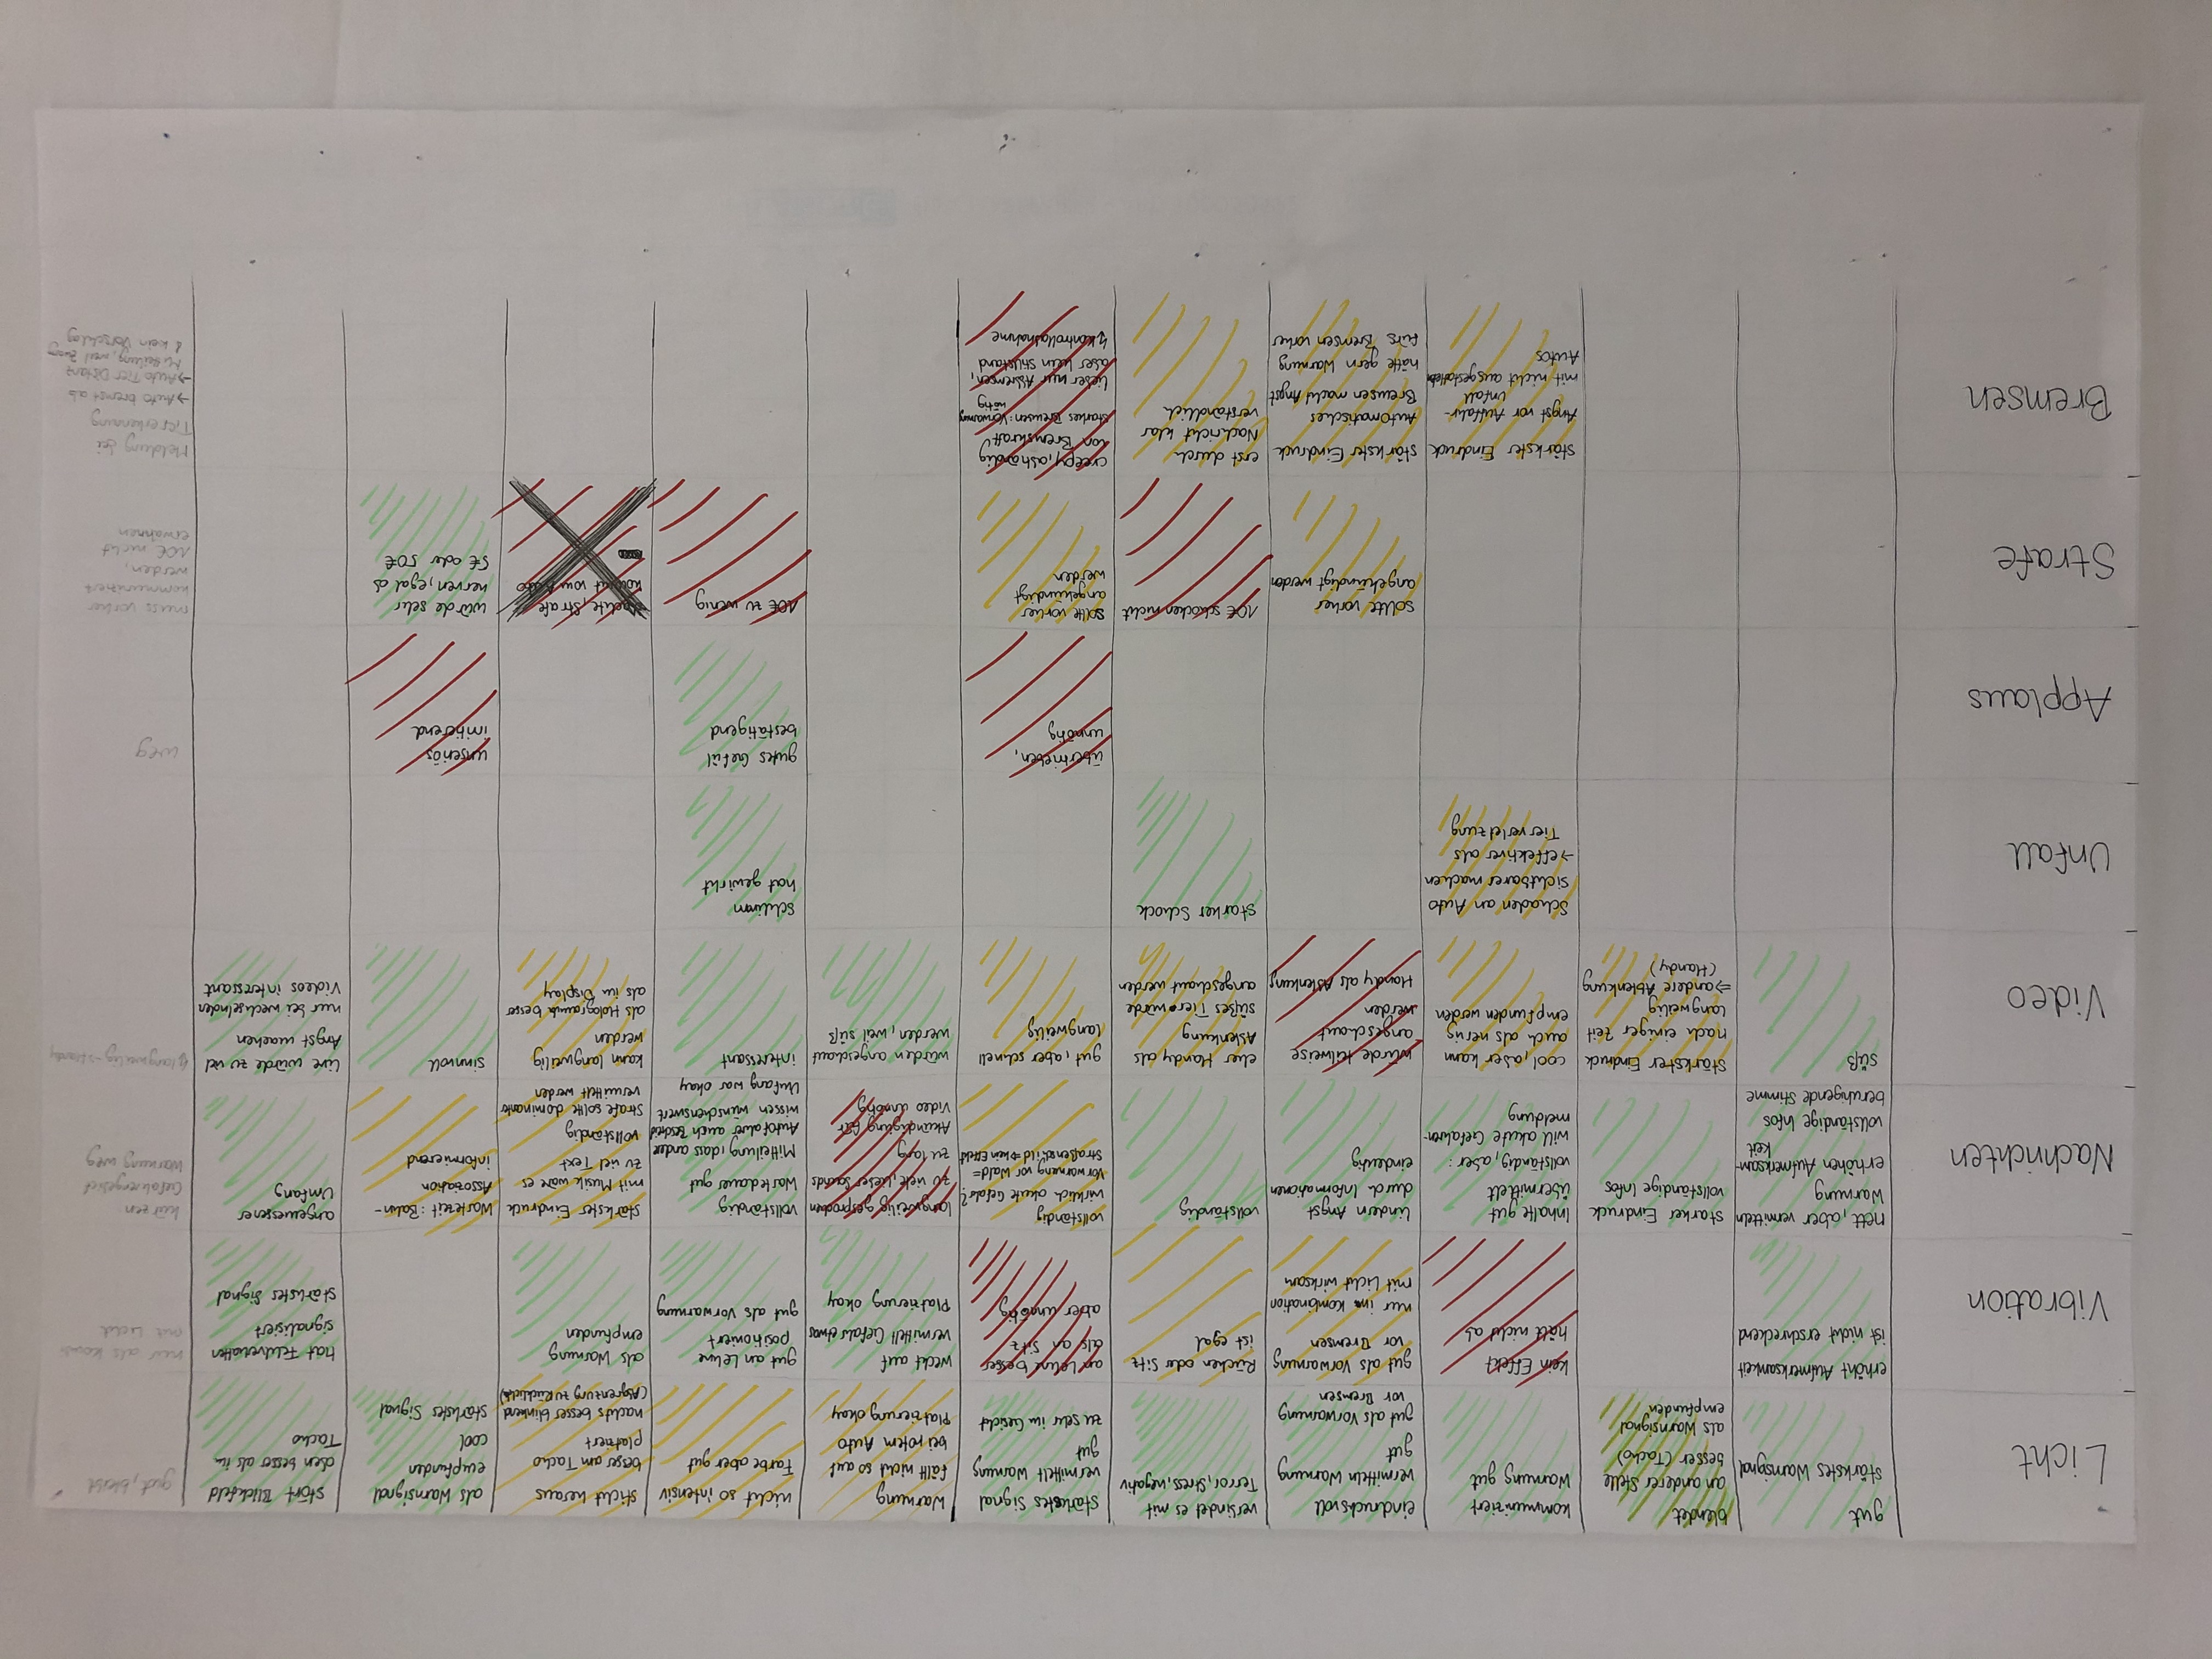 Licht
gut
stärkstes Warnsignal
blendet
an anderer Stelle
besser (Tacho)
als Warnsignal
empfunden
kommuniziert
Warnung gut
eindrucksvoll
vermitteln Warnung
gut
gut als Vorwarnung
vor Bremsen
verbindet es mit
Terror, Stress, negativ
stärkstes Signal
vermittelt Warnung
gut
zu sehr im Gesicht
Warnung
fällt nicht so auf
bei rotem Auto
Platzierung okay
nicht so intensiv
Farbe aber gut
sticht heraus
besser am Tacho
platziert
nachts besser blinkend
(Abgrenzung zu Rücklicht)
als Warnsignal
empfunden
cool
stärkstes Signal
stört Blickfeld
oben besser als im
Tacho
gut, bleibt
Vibration
erhöht Aufmerksamkeit
ist nicht erschreckend
kein Effekt
hält nicht ab
gut als Vorwarnung
vor Bremsen
nur in Kombination
mit Licht wirksam
Rücken oder Sitz
ist egal
an Lehne besser
als an Sitz
aber unnötig
weckt auf
vermittelt Gefahr etwas
Platzierung okay
gut an Lehne
positioniert
gut als Vorwarnung
als Warnung
empfunden
hat Fehlverhalten
signalisiert
stärkstes Signal
nur als Kombi
mit Licht
Nachrichten
nett, aber vermitteln
Warnung
erhöhen Aufmerksam-
keit
vollständige Infos
beruhigende Stimme
starker Eindruck
vollständige Infos
Inhalte gut
übermittelt
vollständig, aber:
will akute Gefahren-
meldung
lindern Angst
durch Informationen
eindeutig
vollständig
vollständig
wirklich akute Gefahr?
Vorwarnung vor Wald=
Straßenschild ⇒ kein Effekt
langweilig gesprochen
zu viele, lieber Sounds
zu lang
Akündigung für
Video unnötig
vollständig
Wartedauer gut
Mitteilung, dass andere
Autofahrer auch Bescheid
wissen wünschenswert
Umfang war okay
stärkster Eindruck
mit Musik wäre es
zu viel Text
vollständig
Strafe sollte dominanter
vermittelt werden
Wartezeit: Bahn-
Assoziation
informierend
angemessener
Umfang
kürzen
Gefahrengebiet
Warnung weg
Video
süß
stärkster Eindruck
nach einiger Zeit
langweilig
⇒ andere Ablenkung
(Handy)
cool, aber kann
auch als nervig
empfunden werden
würde teilweise
angeschaut
werden
Handy als Ablenkung
eher Handy als
Ablenkung
süßes Tier würde
angeschaut werden
gut, aber schnell
langweilig
würden angeschaut
werden, weil süß
interessant
kann langweilig
werden
als Hologramm besser
als im Display
sinnvoll
Live würde zu viel
Angst machen
nur bei wechselnden
Videos interessant
langweilig → Handy
Unfall
Schaden an Auto
sichtbarer machen
→ effektiver als
Tierverletzung
starker Schock
schlimm
hat gewirkt
Applaus
übertrieben,
unnötig
gutes Gefül
bestätigend
unseriös
irritierend
weg
Strafe
sollte vorher
angekündigt werden
10€ schocken nicht
sollte vorher
angekündigt
werden
10€ zu wenig
dachte, Strafe
kommt vom Auto
würde sehr
nerven, egal ob
5€ oder 50€
muss vorher
kommuniziert
werden,
10€ nicht
erwähnen
Bremsen
stärkster Eindruck
Angst vor Auffahr-
unfall
mit nicht ausgestatteten
Autos
stärkster Eindruck
Automatisches
Bremsen macht Angst
hätte gern Warnung
fürs Bremsen vorher
erst durch
Nachricht klar
verständlich
creepy, abhändig
von Bremskraft
starkes Bremsen: Vorwarnung
nötig
lieber nur Abbremsen,
aber kein Stillstand
Kontrollabnahme
Meldung bei
Tiererkennung
→ Auto bremst ab
→ Auto Tier Distanz
Mitteilung, weil Zwang
& kein Vorschlag